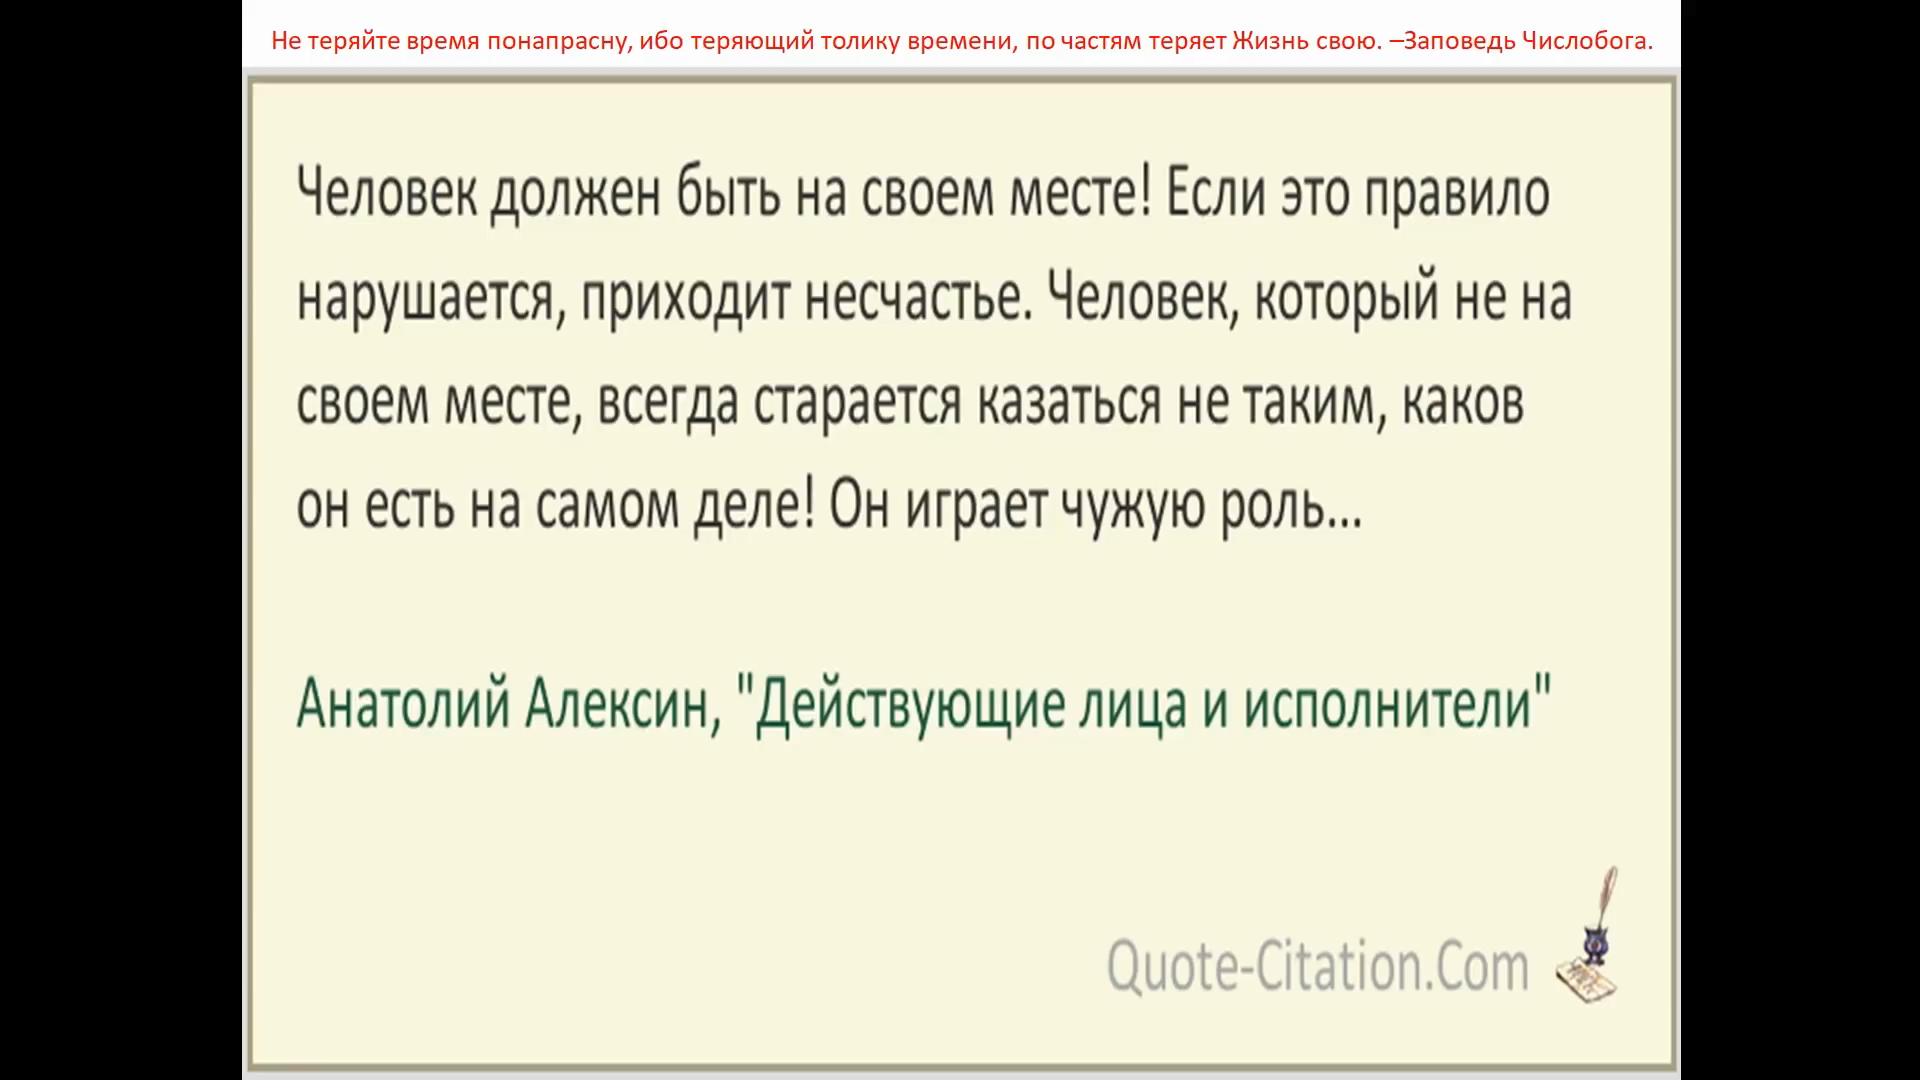 Не теряйте время понапрасну, ибо теряющий толику времени, по частям теряет Жизнь свою. –Заповедь Числобога.
Человек должен быть на своем месте! Если это правило
нарушается, приходит несчастье. Человек, который не на
своем месте, всегда старается казаться не таким, каков
он есть на самом деле! Он играет чужую роль...
Анатолий Алексин, "Действующие лица и исполнители"
Quote-Citation.Com